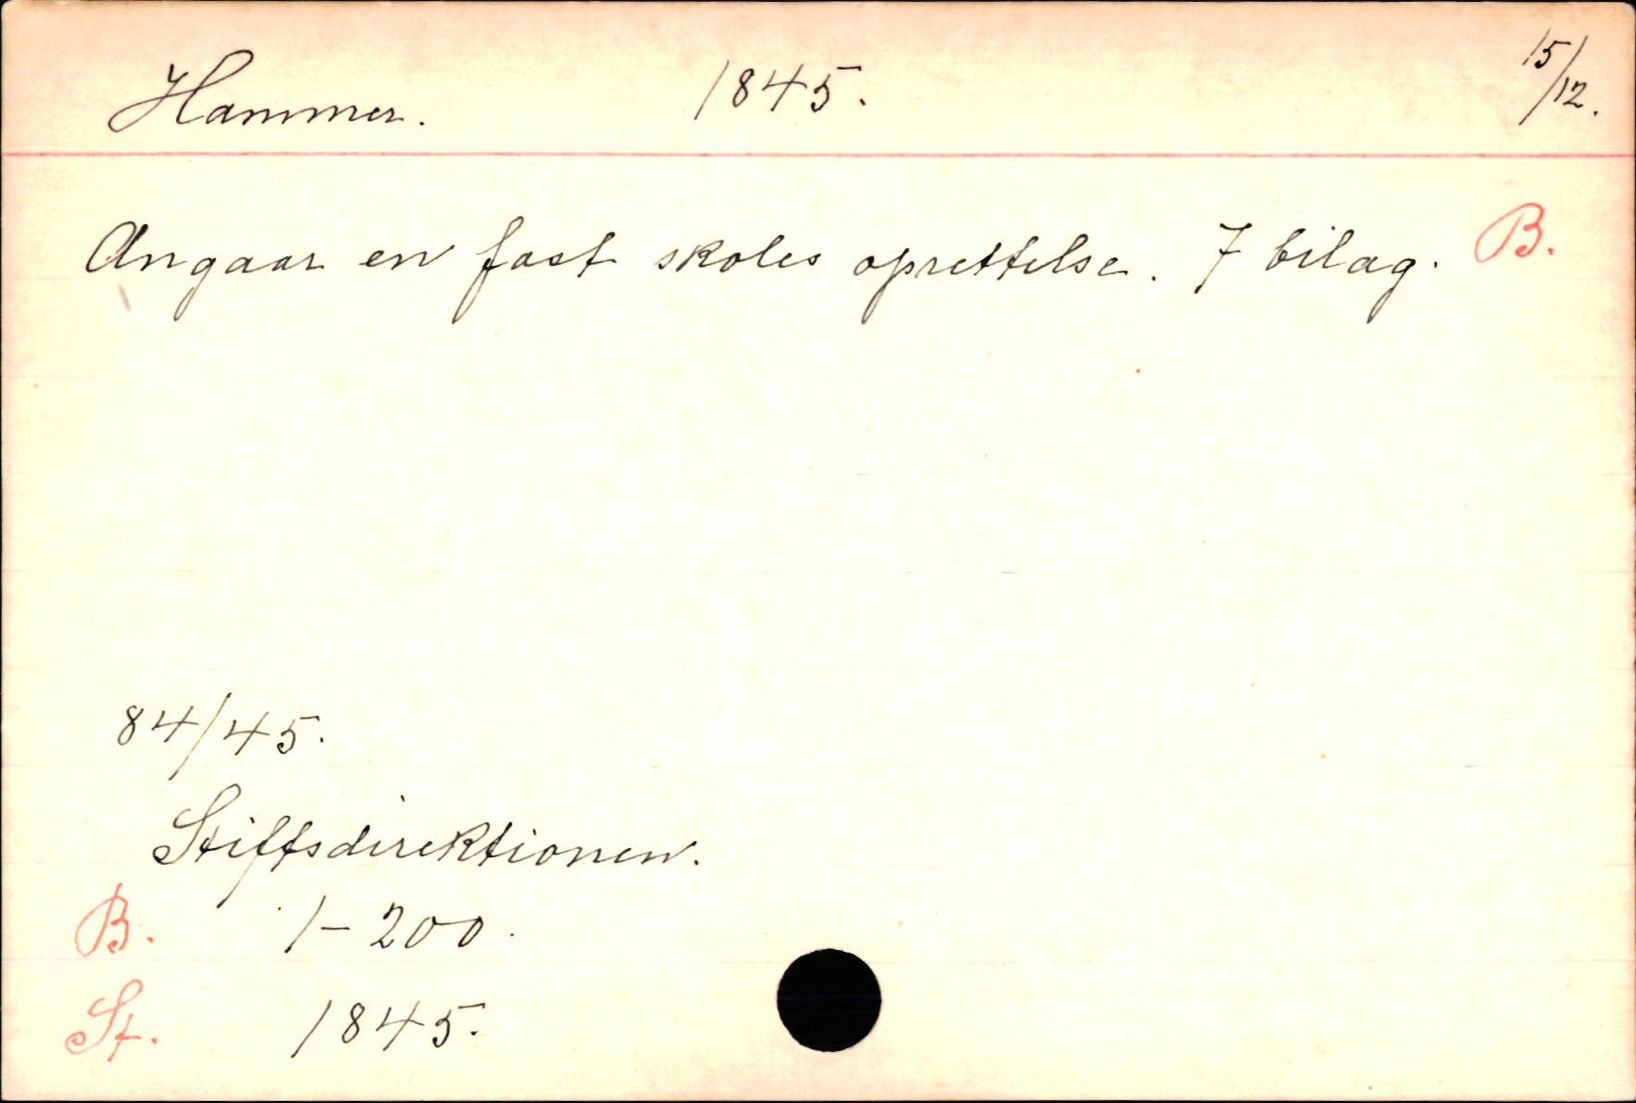 Hammer. 1845. 15/12.
Angaar en fast skoles oprettelse. 7 bilag. B.
84/45.
Stiftsdirektionen.
B. 1-200.
St. 1845.